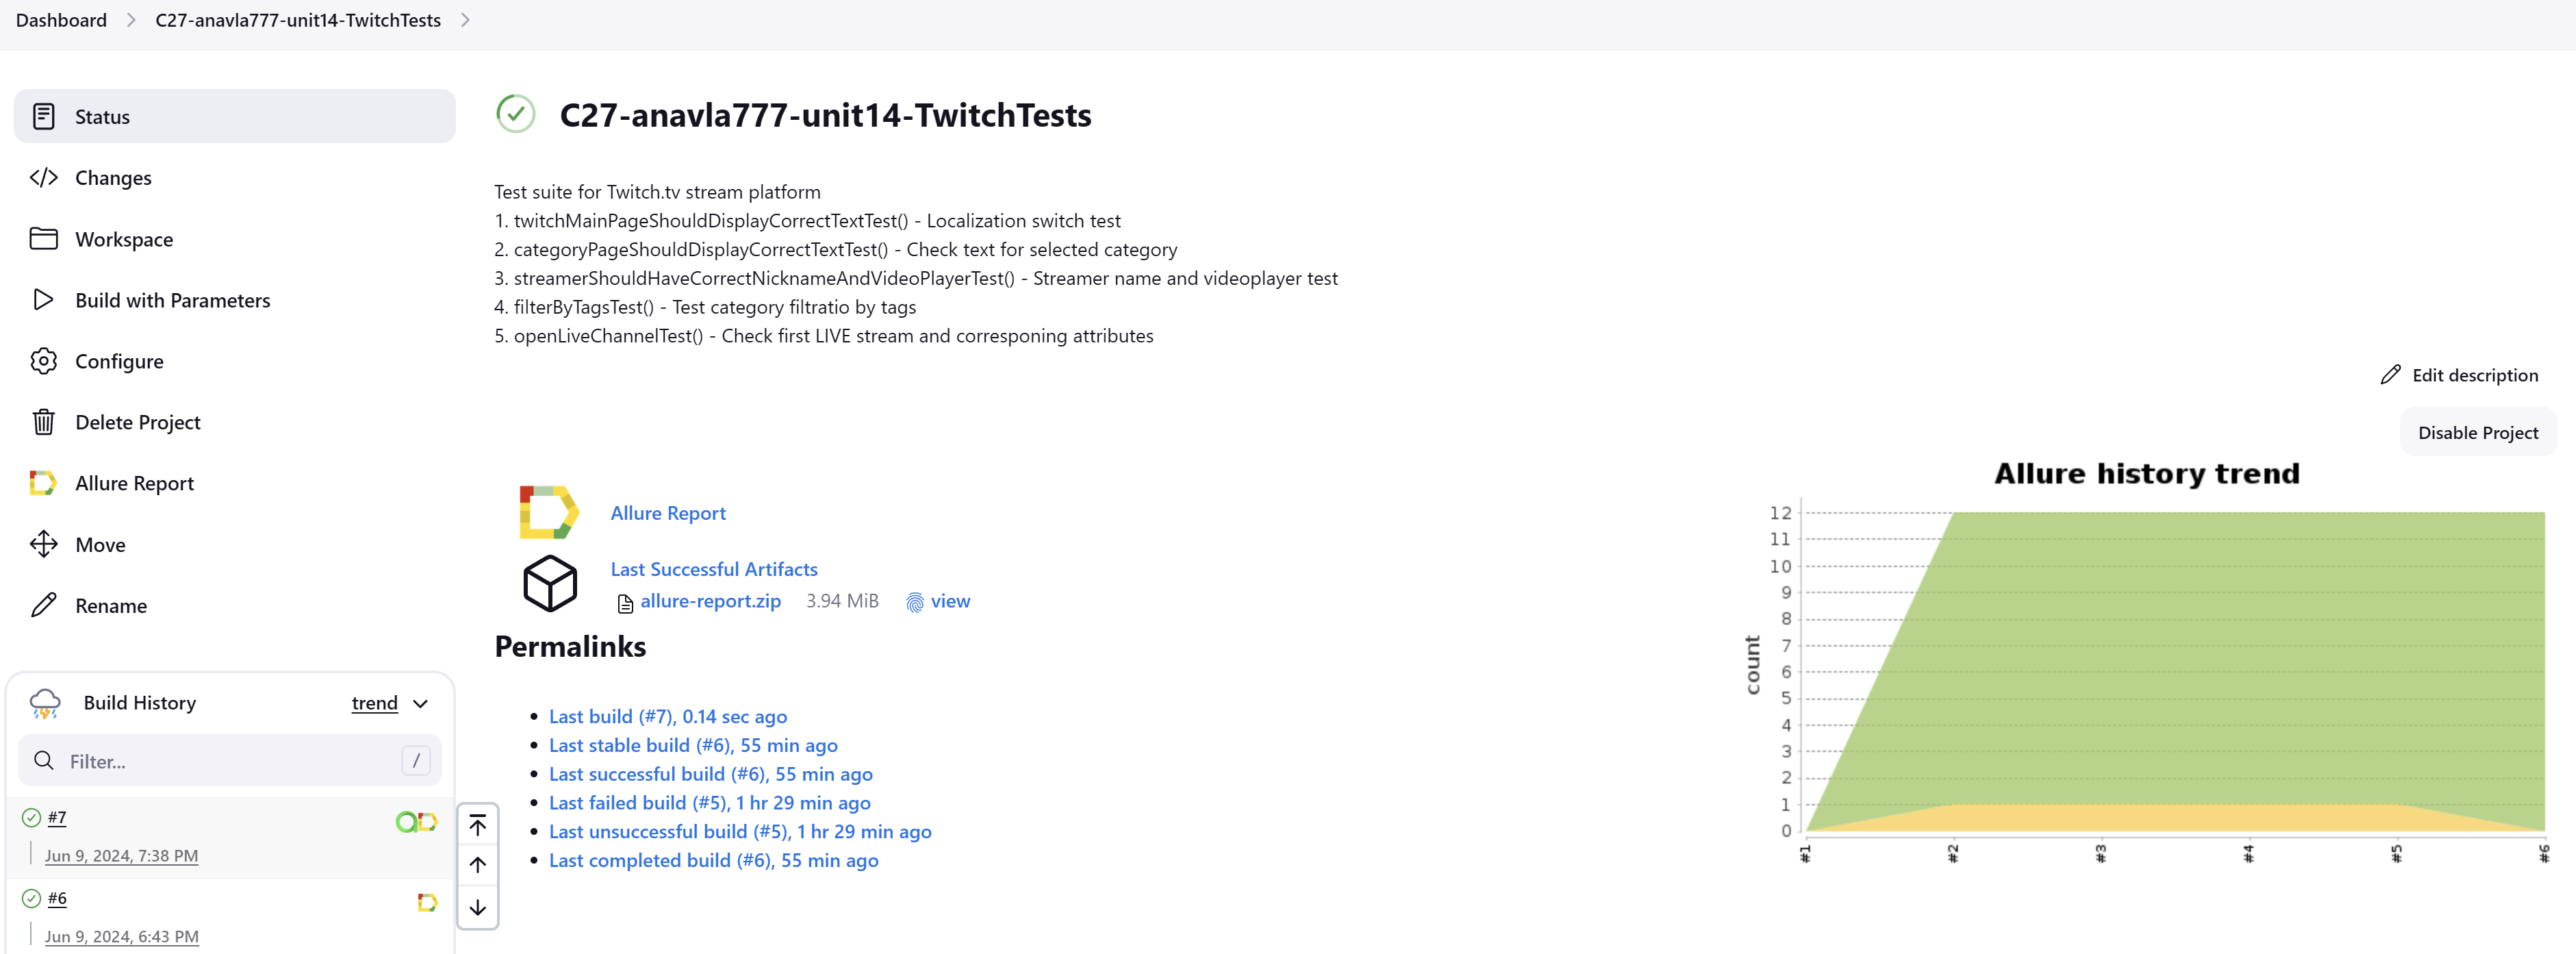 Dashboard
C27-anavla777-unit14-TwitchTests
Status
Changes
Workspace
Build with Parameters
Configure
Delete Project
Allure Report
Move
Rename
Build History
trend
Filter...
/
#7
Jun 9, 2024, 7:38 PM
#6
Jun 9, 2024, 6:43 PM
C27-anavla777-unit14-TwitchTests
Test suite for Twitch.tv stream platform
1. twitchMainPageShouldDisplayCorrectTextTest() - Localization switch test
2. categoryPageShouldDisplayCorrectTextTest() - Check text for selected category
3. streamerShouldHaveCorrectNicknameAndVideoPlayerTest() - Streamer name and videoplayer test
4. filterByTagsTest() - Test category filtratio by tags
5. openLiveChannelTest() - Check first LIVE stream and corresponing attributes
Edit description
Disable Project
Allure Report
Last Successful Artifacts
allure-report.zip 3.94 MiB view
Permalinks
Last build (#7), 0.14 sec ago
Last stable build (#6), 55 min ago
Last successful build (#6), 55 min ago
Last failed build (#5), 1 hr 29 min ago
Last unsuccessful build (#5), 1 hr 29 min ago
Last completed build (#6), 55 min ago
Allure history trend
count
12
11
10
9
8
7
6
5
4
3
2
1
0
#1
#2
#3
#4
#5
#6